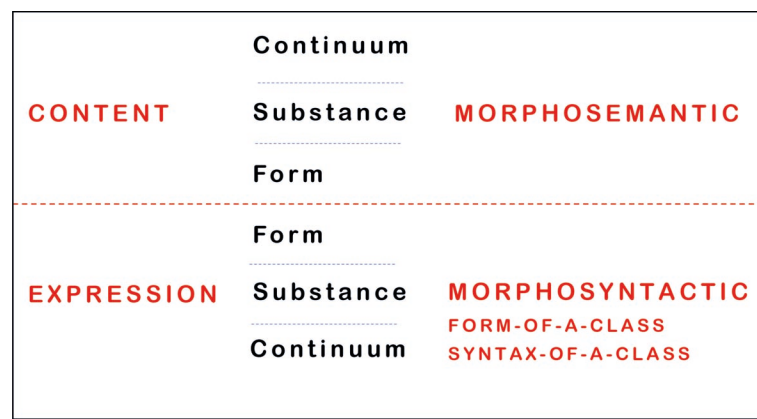 Continuum
CONTENT Substance MORPHOSEMANTIC
Form
Form
EXPRESSION Substance MORPHOSYNTACTIC
FORM-OF-A-CLASS
Continuum SYNTAX-OF-A-CLASS